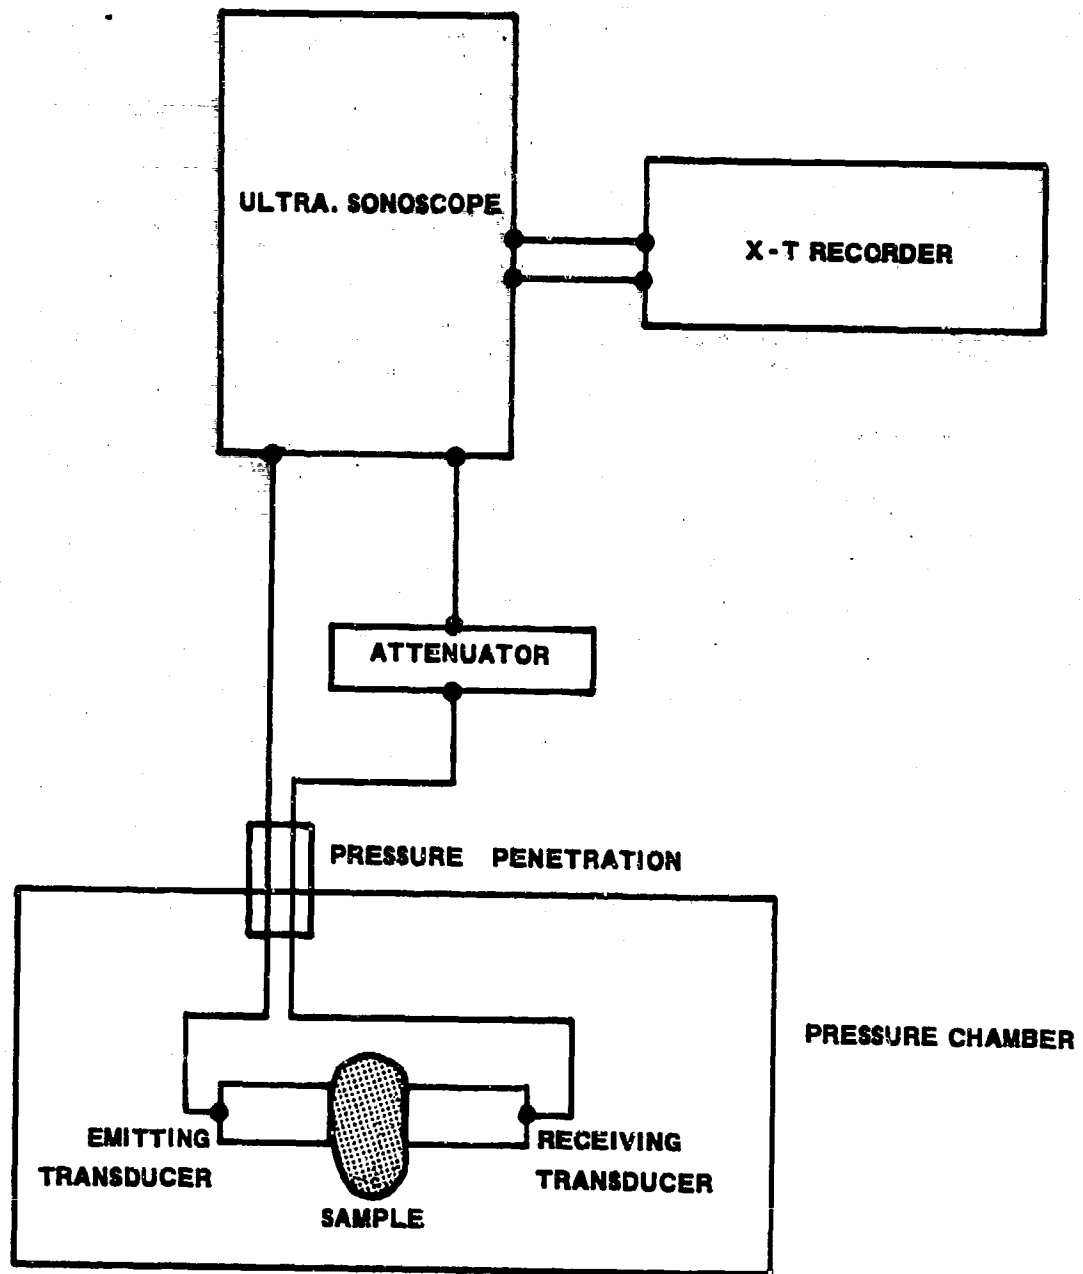 ULTRA. SONOSCOPE
X-T RECORDER
ATTENUATOR
PRESSURE PENETRATION
PRESSURE CHAMBER
EMITTING
TRANSDUCER
RECEIVING
TRANSDUCER
SAMPLE